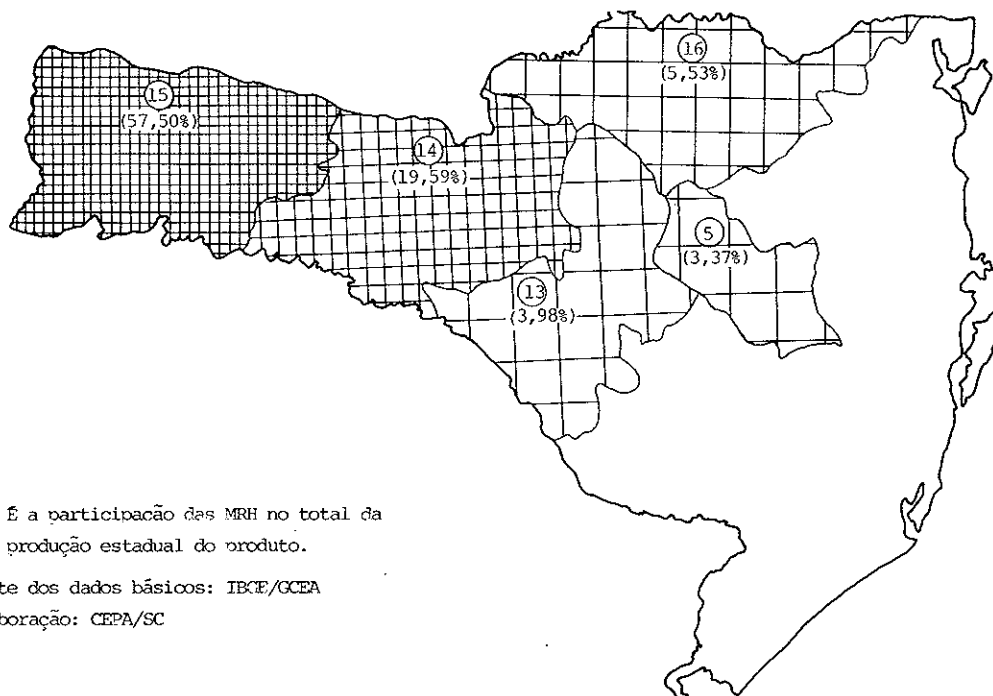 16
(5,53%)
15
(57,50%)
14
(19,59%)
5
(3,37%)
13
(3,98%)
É a participação das MRH no total da
produção estadual do produto.
te dos dados básicos: IBGE/GCEA
boração: CEPA/SC